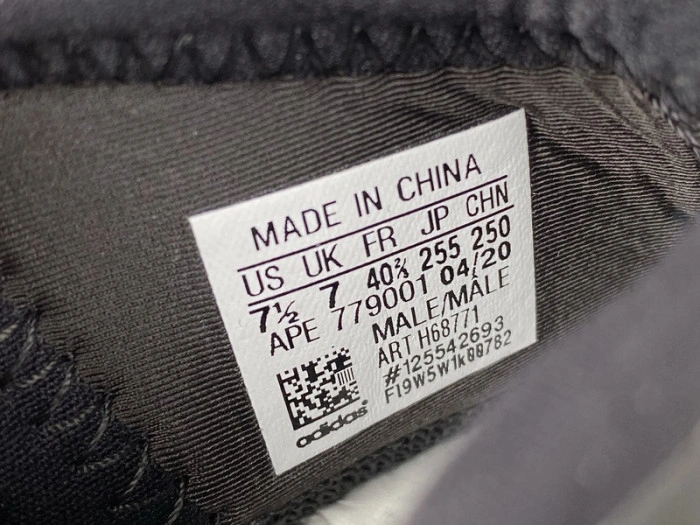 MADE IN CHINA
US UK FR JP CHN
7½ 7 40⅔ 255 250
APE 779001 04/20
MALE/MÂLE
ART H68771
#125542693
F19W5W1k00782
adidas®